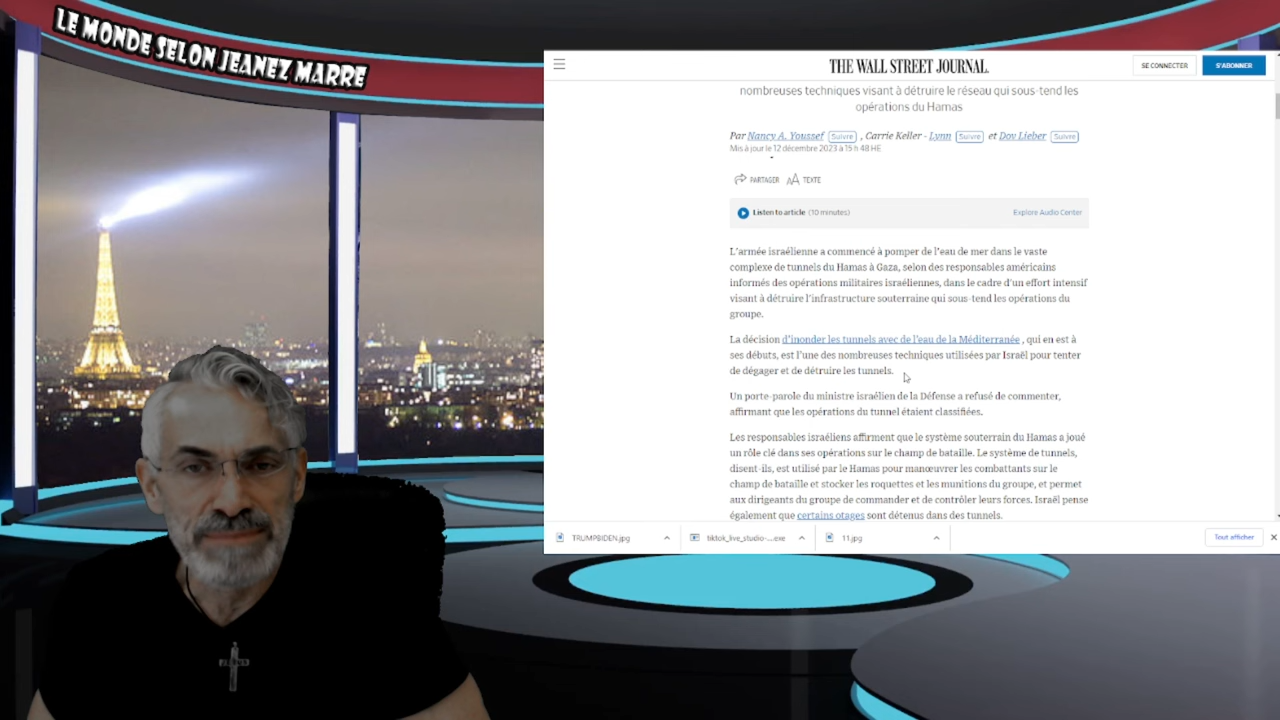 LE MONDE SELON JEANEZ MARRE
THE WALL STREET JOURNAL.
SE CONNECTER
S'ABONNER
nombreuses techniques visant à détruire le réseau qui sous-tend les
opérations du Hamas
Par Nancy A. Youssef Suivre , Carrie Keller - Lynn Suivre et Dov Lieber Suivre
Mis à jour le 12 décembre 2023 à 15 h 48 HE
PARTAGER AA TEXTE
Listen to article (10 minutes)
Explore Audio Center
L'armée israélienne a commencé à pomper de l'eau de mer dans le vaste
complexe de tunnels du Hamas à Gaza, selon des responsables américains
informés des opérations militaires israéliennes, dans le cadre d'un effort intensif
visant à détruire l'infrastructure souterraine qui sous-tend les opérations du
groupe.
La décision d'inonder les tunnels avec de l'eau de la Méditerranée , qui en est à
ses débuts, est l'une des nombreuses techniques utilisées par Israël pour tenter
de dégager et de détruire les tunnels.
Un porte-parole du ministre israélien de la Défense a refusé de commenter,
affirmant que les opérations du tunnel étaient classifiées.
Les responsables israéliens affirment que le système souterrain du Hamas a joué
un rôle clé dans ses opérations sur le champ de bataille. Le système de tunnels,
disent-ils, est utilisé par le Hamas pour manœuvrer les combattants sur le
champ de bataille et stocker les roquettes et les munitions du groupe, et permet
aux dirigeants du groupe de commander et de contrôler leurs forces. Israël pense
également que certains otages sont détenus dans des tunnels.
TRUMPBIDEN.jpg
tiktok_live_studio-....exe
11.jpg
Tout afficher